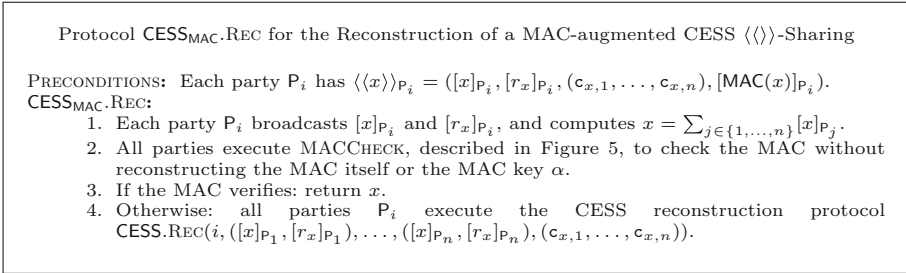 Protocol CESS_MAC.REC for the Reconstruction of a MAC-augmented CESS ⟨⟨⟩⟩-Sharing
PRECONDITIONS: Each party P_i has ⟨⟨x⟩⟩_{P_i} = ([x]_{P_i}, [r_x]_{P_i}, (c_{x,1}, …, c_{x,n}), [MAC(x)]_{P_i}).
CESS_MAC.REC:
1. Each party P_i broadcasts [x]_{P_i} and [r_x]_{P_i}, and computes x = ∑_{j∈{1,…,n}} [x]_{P_j}.
2. All parties execute MACCHECK, described in Figure 5, to check the MAC without
reconstructing the MAC itself or the MAC key α.
3. If the MAC verifies: return x.
4. Otherwise: all parties P_i execute the CESS reconstruction protocol
CESS.REC(i, ([x]_{P_1}, [r_x]_{P_1}), …, ([x]_{P_n}, [r_x]_{P_n}), (c_{x,1}, …, c_{x,n})).